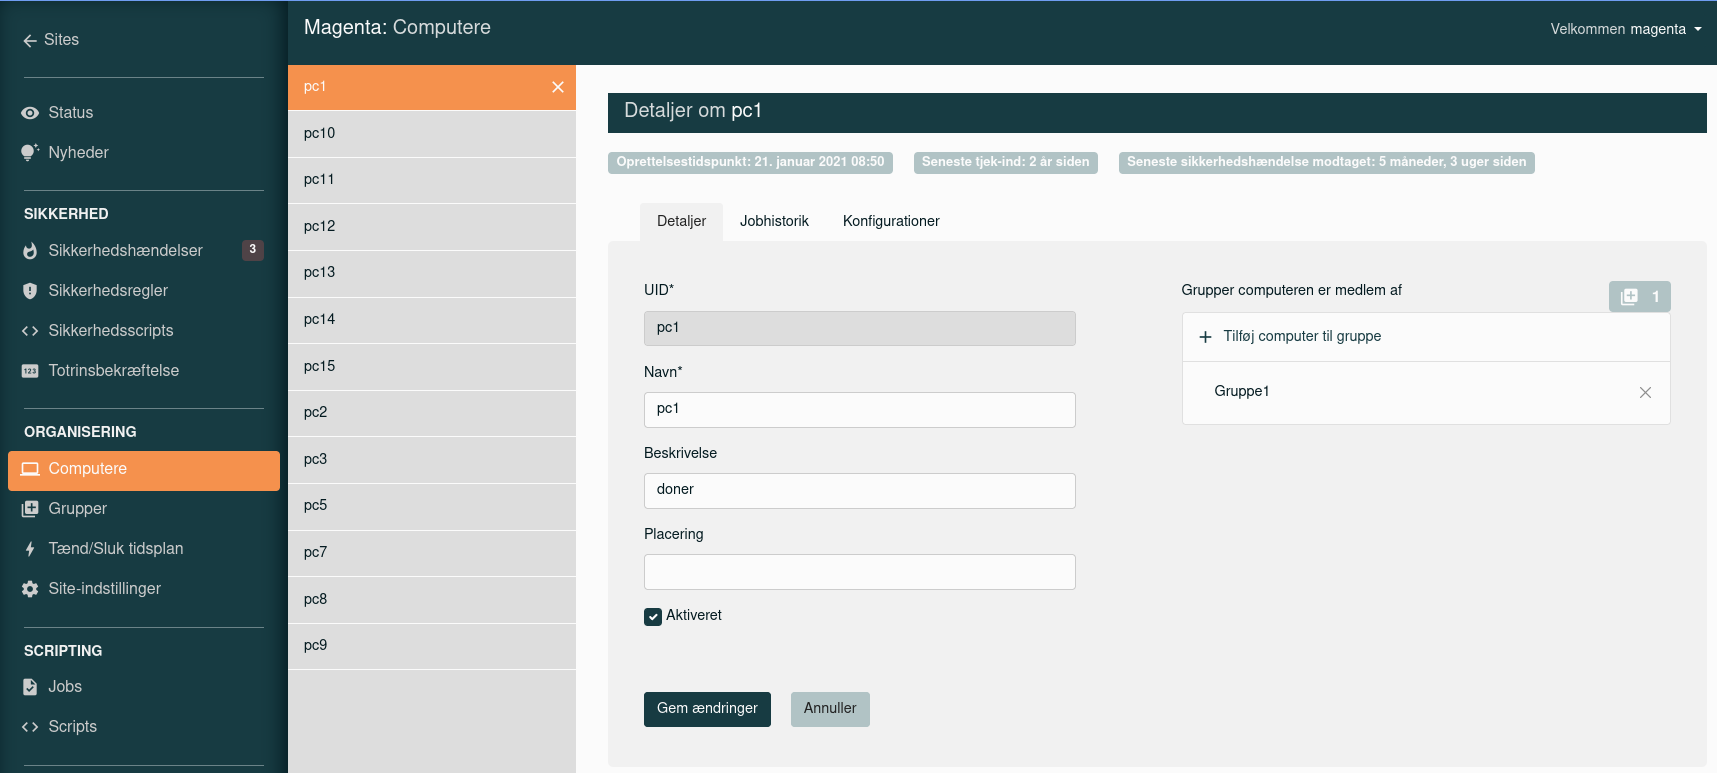 Sites
Status
Nyheder
SIKKERHED
Sikkerhedshændelser 3
Sikkerhedsregler
Sikkerhedsscripts
123 Totrinsbekræftelse
ORGANISERING
Computere
Grupper
Tænd/Sluk tidsplan
Site-indstillinger
SCRIPTING
Jobs
Scripts
Magenta: Computere
Velkommen magenta
pc1
pc10
pc11
pc12
pc13
pc14
pc15
pc2
pc3
pc5
pc7
pc8
pc9
Detaljer om pc1
Oprettelsestidspunkt: 21. januar 2021 08:50 Seneste tjek-ind: 2 år siden Seneste sikkerhedshændelse modtaget: 5 måneder, 3 uger siden
Detaljer Jobhistorik Konfigurationer
UID*
pc1
Navn*
pc1
Beskrivelse
doner
Placering
Aktiveret
Gem ændringer Annuller
Grupper computeren er medlem af 1
Tilføj computer til gruppe
Gruppe1